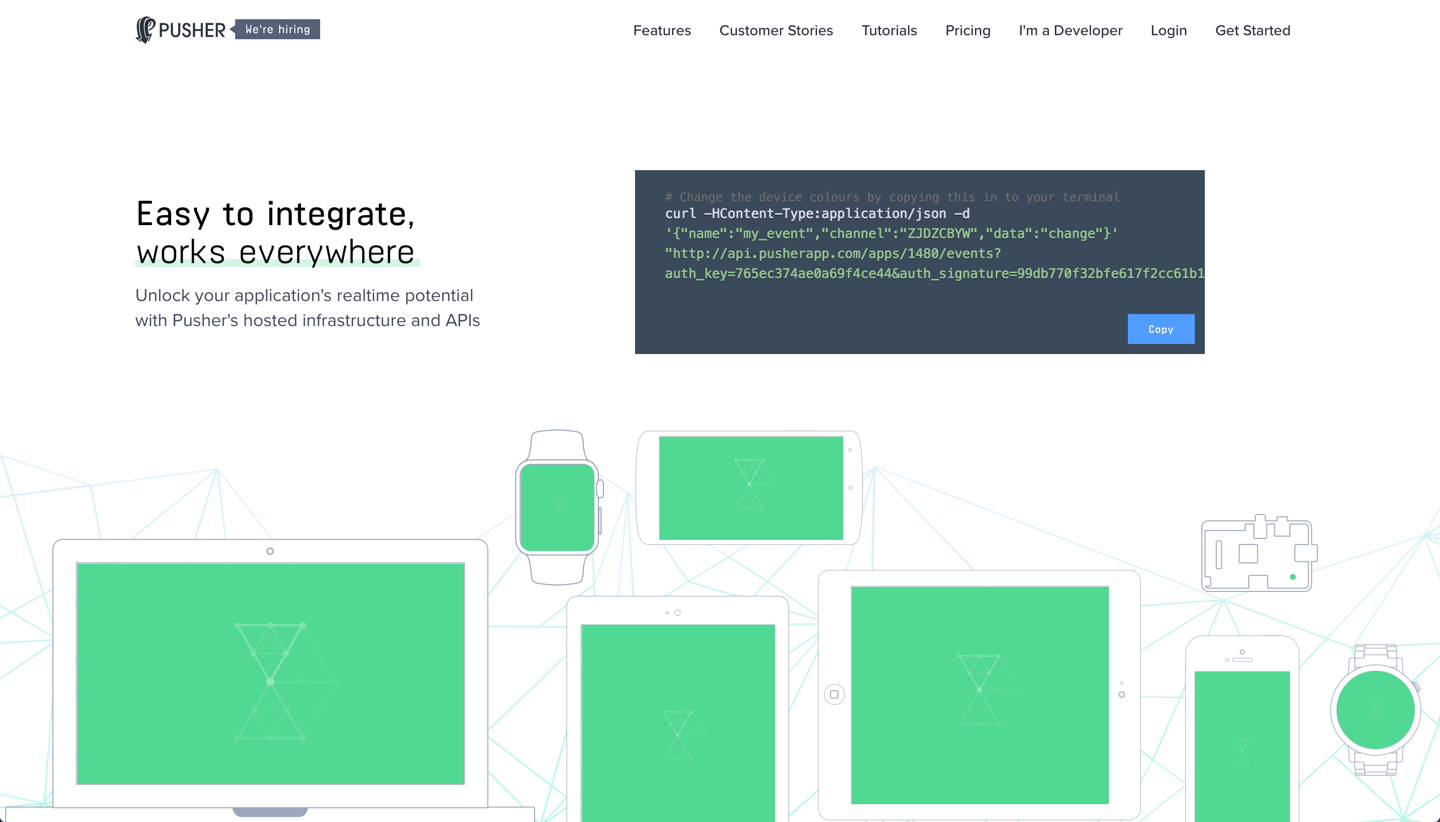 PUSHER
We're hiring
Features
Customer Stories
Tutorials
Pricing
I'm a Developer
Login
Get Started
Easy to integrate,
works everywhere
Unlock your application's realtime potential
with Pusher's hosted infrastructure and APIs
# Change the device colours by copying this in to your terminal
curl -HContent-Type:application/json -d
'{"name":"my_event","channel":"ZJDZCBYW","data":"change"}'
"http://api.pusherapp.com/apps/1480/events?
auth_key=765ec374ae0a69f4ce44&auth_signature=99db770f32bfe617f2cc61b1
Copy